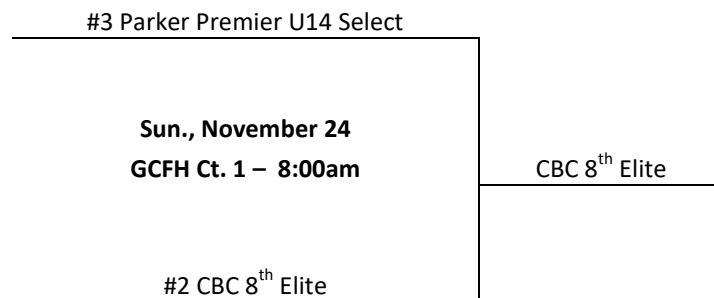 #3 Parker Premier U14 Select
Sun., November 24
GCFH Ct. 1 – 8:00am
CBC 8th Elite
#2 CBC 8th Elite